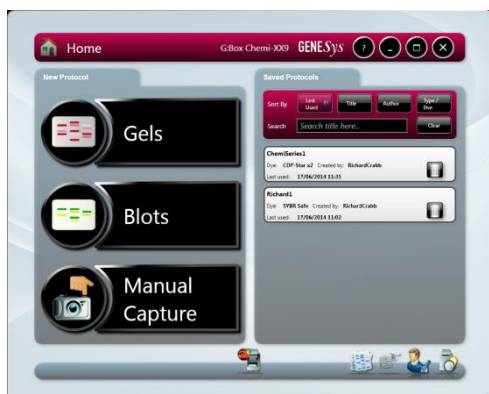 Home
G:Box Chemi-XX9 GENESys ?
New Protocol
Gels
Blots
Manual
Capture
Saved Protocols
Sort By Last Used Title Author Type / Dye
Search Search title here.. Clear
ChemiSeries1
Dye: CDP-Star x2 Created by: RichardCrabb
Last used: 17/06/2014 11:35
Richard1
Dye: SYBR Safe Created by: RichardCrabb
Last used: 17/06/2014 11:02